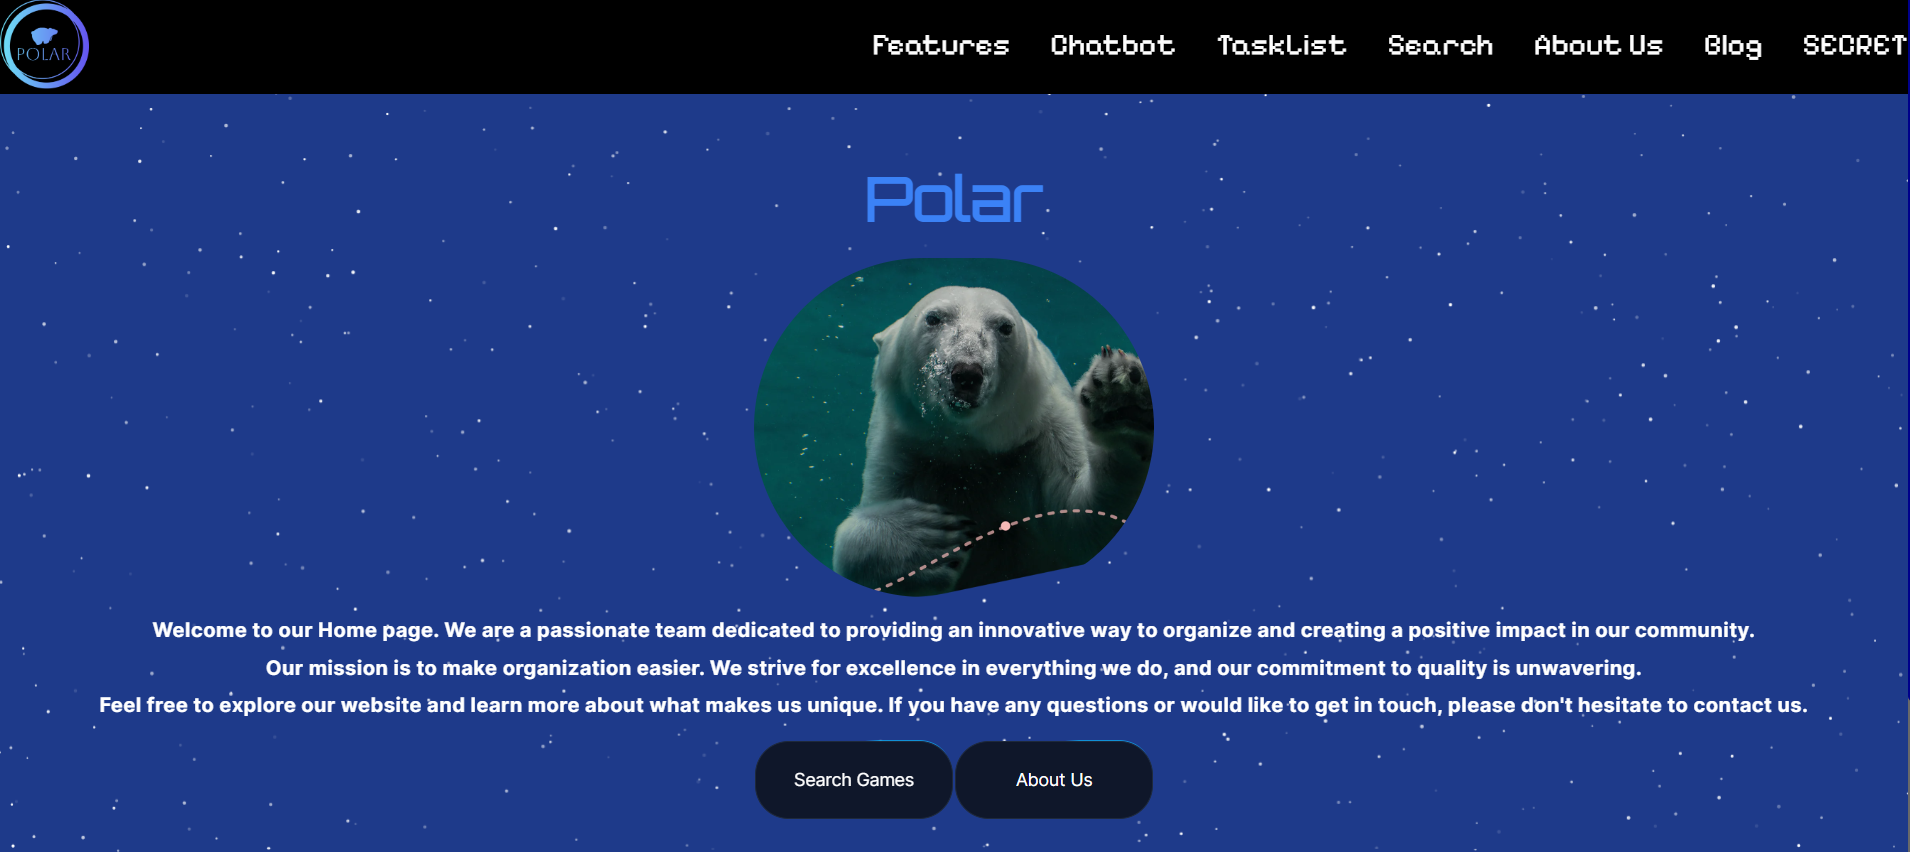 POLAR
Features Chatbot TaskList Search About Us Blog SECRET
Polar
Welcome to our Home page. We are a passionate team dedicated to providing an innovative way to organize and creating a positive impact in our community.
Our mission is to make organization easier. We strive for excellence in everything we do, and our commitment to quality is unwavering.
Feel free to explore our website and learn more about what makes us unique. If you have any questions or would like to get in touch, please don't hesitate to contact us.
Search Games About Us